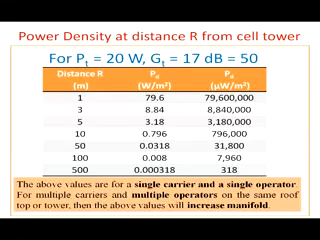 Power Density at distance R from cell tower
For Pt = 20 W, Gt = 17 dB = 50
Distance R (m) Pd (W/m²) Pd (μW/m²)
1 79.6 79,600,000
3 8.84 8,840,000
5 3.18 3,180,000
10 0.796 796,000
50 0.0318 31,800
100 0.008 7,960
500 0.000318 318
The above values are for a single carrier and a single operator.
For multiple carriers and multiple operators on the same roof
top or tower, then the above values will increase manifold.